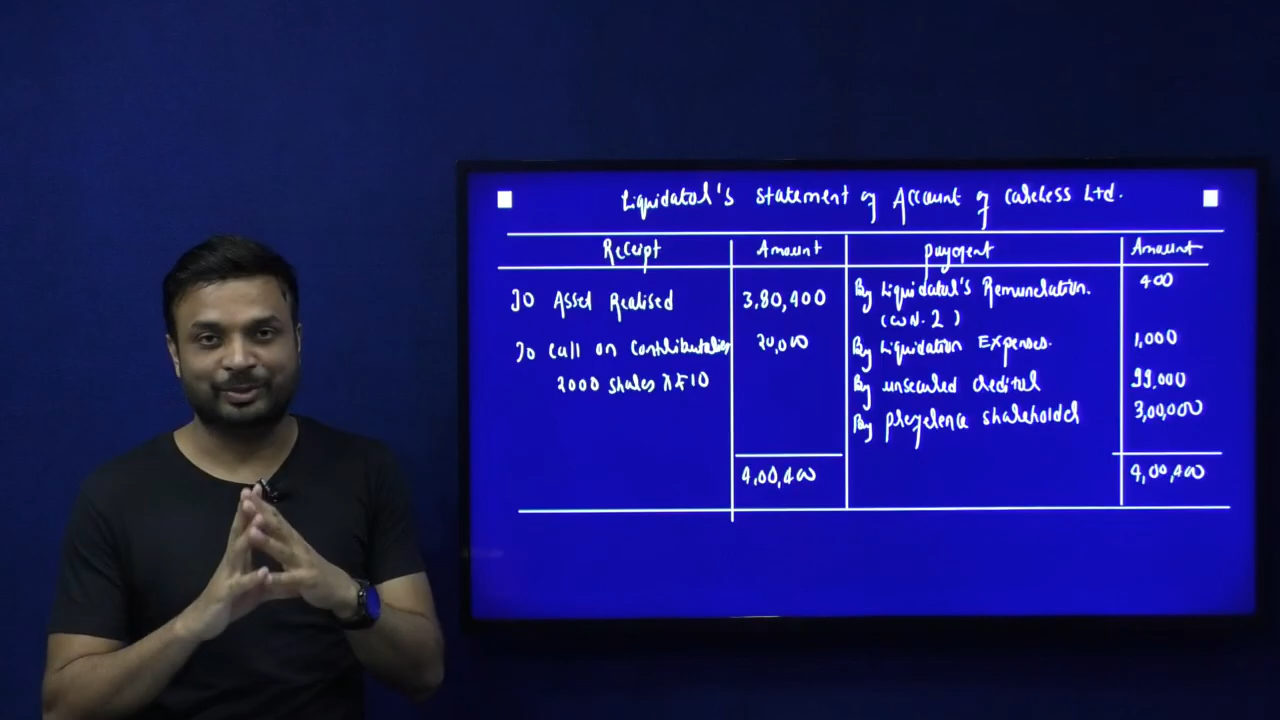 Liquidator's Statement of Account of Careless Ltd.
Receipt Amount Payment Amount
To Asset Realised 3,80,400 By Liquidator's Remuneration. 400
(W.N. 2)
To Call on Contributories 20,000 By Liquidation Expenses. 1,000
2000 shares x ₹ 10 By unsecured creditor 99,000
By preference shareholder 3,00,000
4,00,400 4,00,400